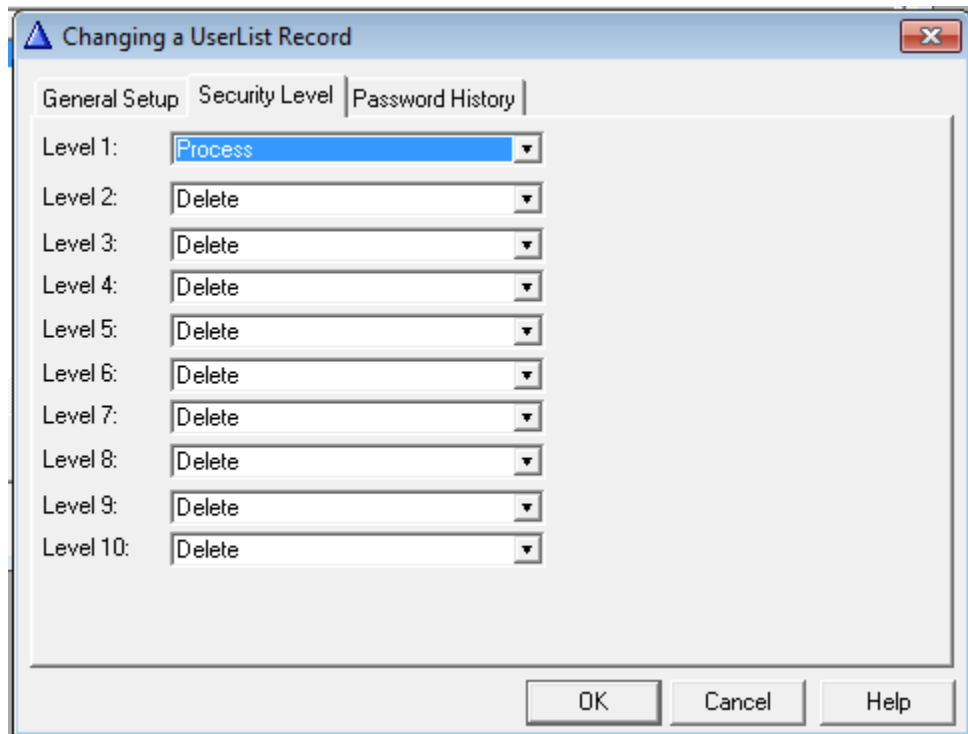 Changing a UserList Record
General Setup Security Level Password History
Level 1: Process
Level 2: Delete
Level 3: Delete
Level 4: Delete
Level 5: Delete
Level 6: Delete
Level 7: Delete
Level 8: Delete
Level 9: Delete
Level 10: Delete
OK Cancel Help